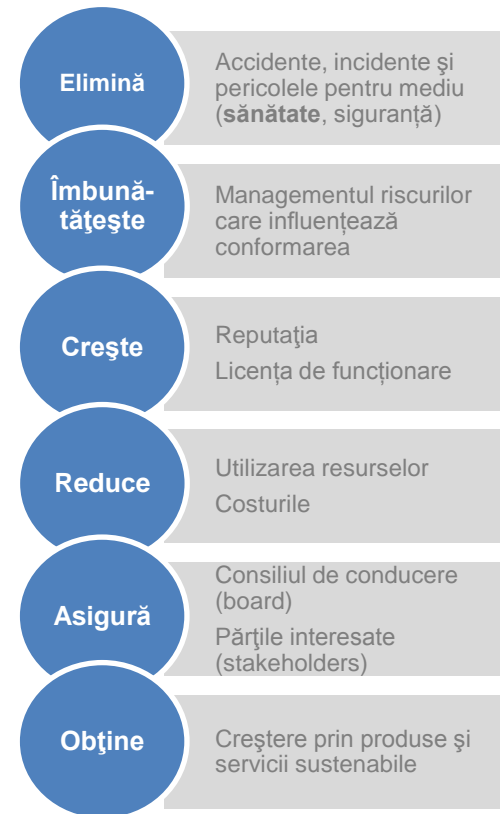 Elimină
Accidente, incidente şi
pericolele pentru mediu
(sănătate, siguranță)
Îmbună-
tăţeşte
Managementul riscurilor
care influențează
conformarea
Creşte
Reputaţia
Licența de funcționare
Reduce
Utilizarea resurselor
Costurile
Asigură
Consiliul de conducere
(board)
Părţile interesate
(stakeholders)
Obţine
Creştere prin produse şi
servicii sustenabile